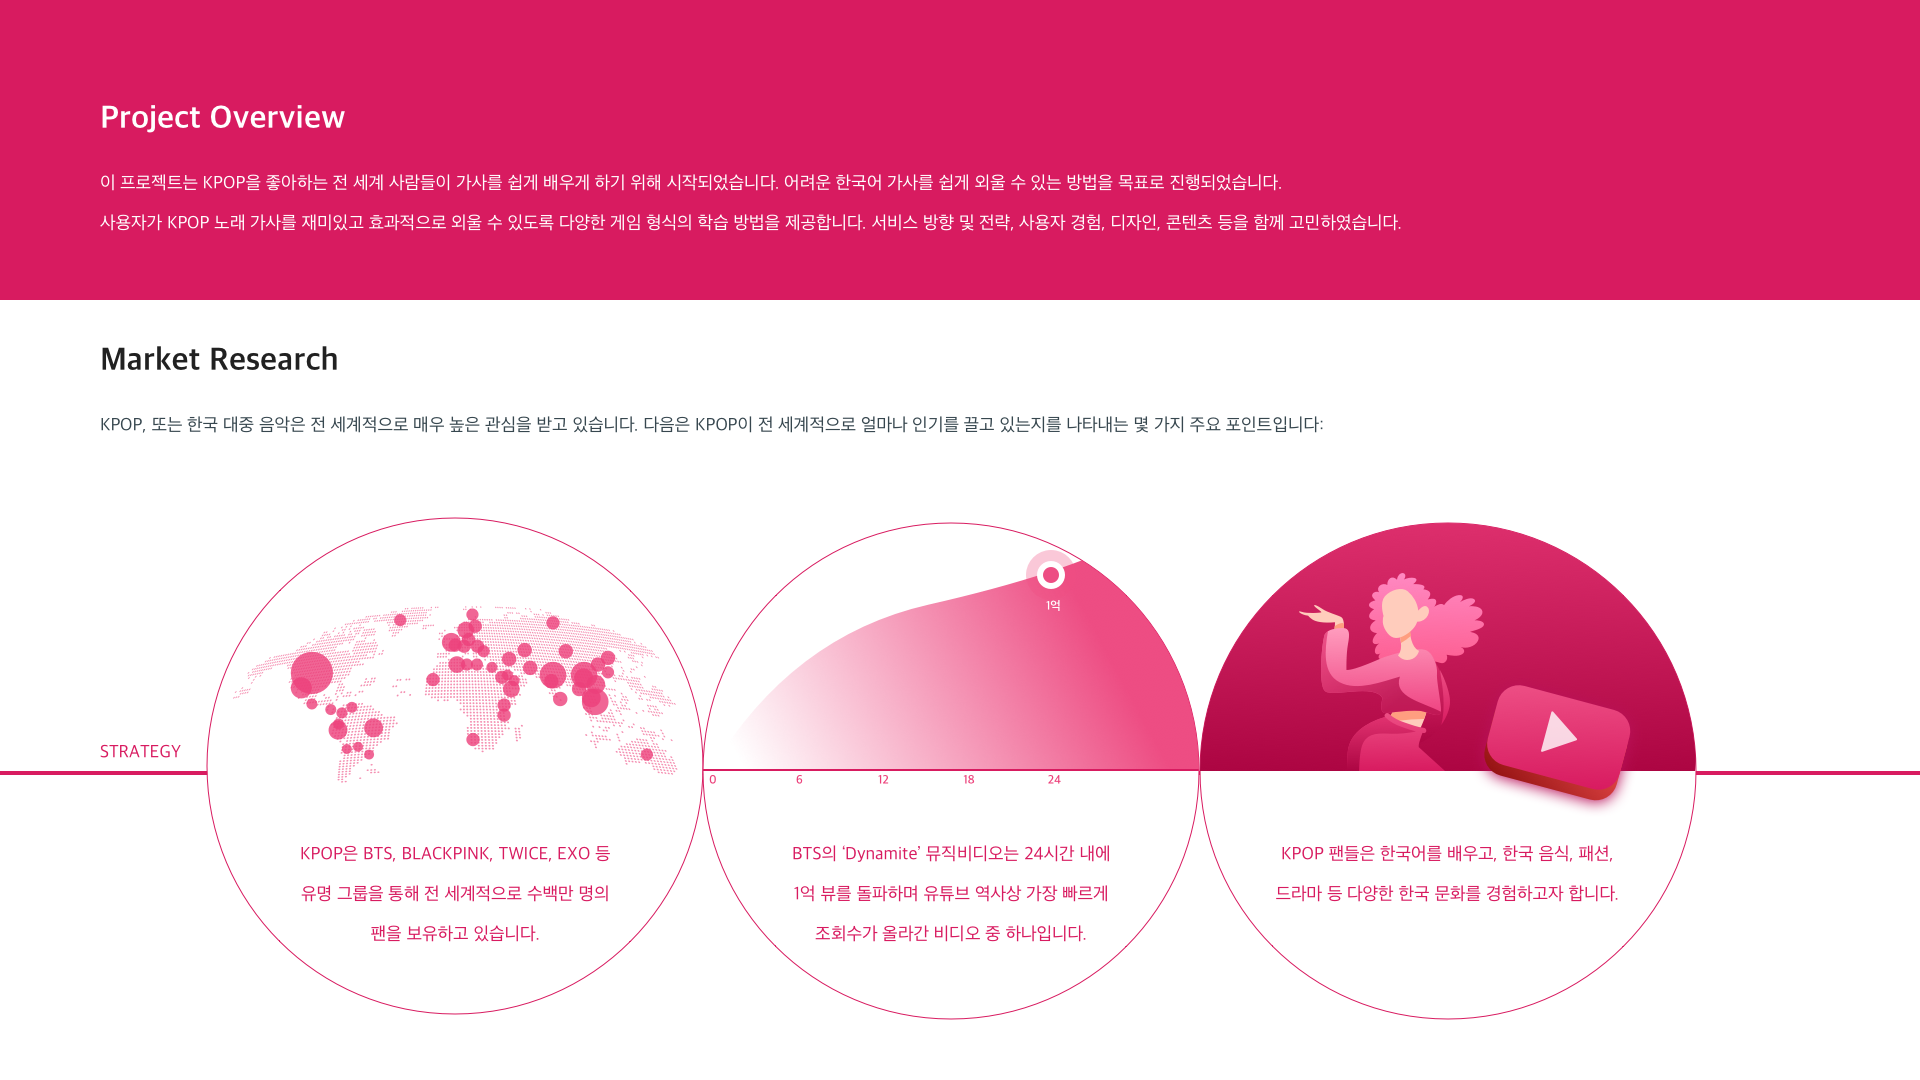 Project Overview
이 프로젝트는 KPOP을 좋아하는 전 세계 사람들이 가사를 쉽게 배우게 하기 위해 시작되었습니다. 어려운 한국어 가사를 쉽게 외울 수 있는 방법을 목표로 진행되었습니다.
사용자가 KPOP 노래 가사를 재미있고 효과적으로 외울 수 있도록 다양한 게임 형식의 학습 방법을 제공합니다. 서비스 방향 및 전략, 사용자 경험, 디자인, 콘텐츠 등을 함께 고민하였습니다.
Market Research
KPOP, 또는 한국 대중 음악은 전 세계적으로 매우 높은 관심을 받고 있습니다. 다음은 KPOP이 전 세계적으로 얼마나 인기를 끌고 있는지를 나타내는 몇 가지 주요 포인트입니다:
STRATEGY
KPOP은 BTS, BLACKPINK, TWICE, EXO 등
유명 그룹을 통해 전 세계적으로 수백만 명의
팬을 보유하고 있습니다.
1억
0 6 12 18 24
BTS의 ‘Dynamite’ 뮤직비디오는 24시간 내에
1억 뷰를 돌파하며 유튜브 역사상 가장 빠르게
조회수가 올라간 비디오 중 하나입니다.
KPOP 팬들은 한국어를 배우고, 한국 음식, 패션,
드라마 등 다양한 한국 문화를 경험하고자 합니다.